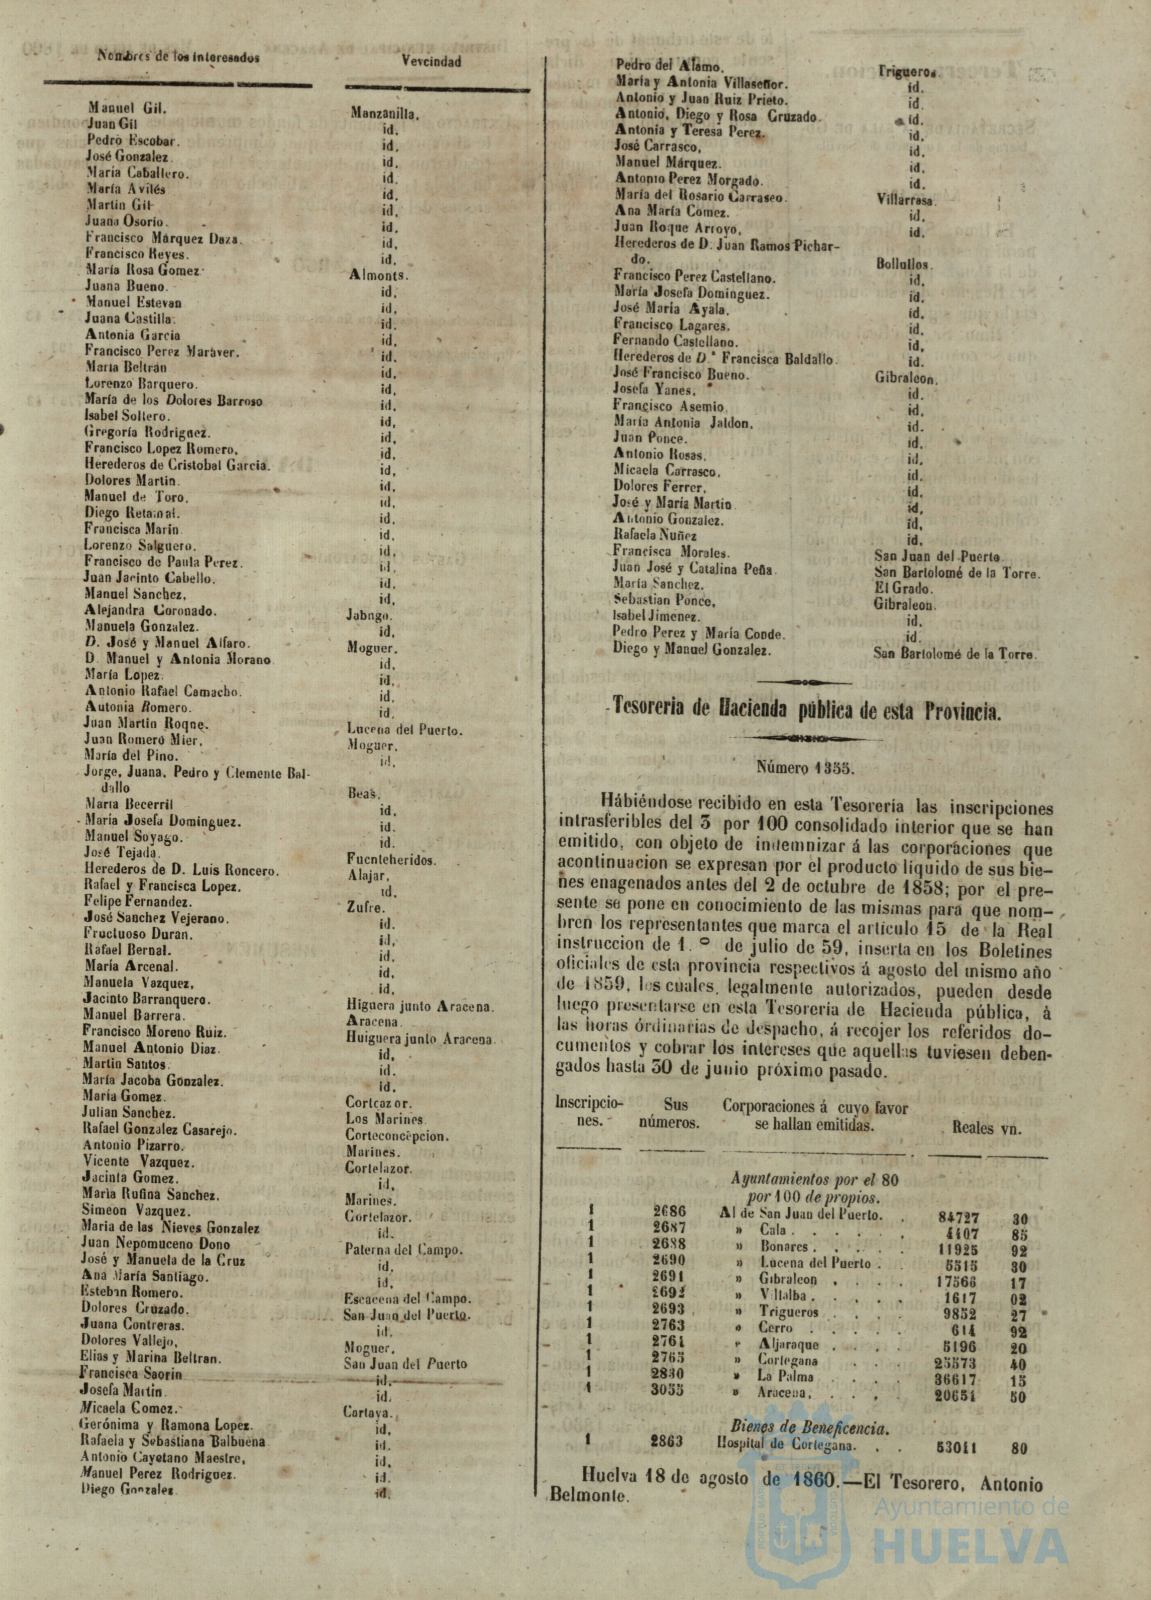 Nombres de los interesados Vevcindad
Manuel Gil. Manzanilla.
Juan Gil id.
Pedro Escobar. id.
José Gonzalez id.
María Caballero. id.
María Avilés id.
Martin Gil id.
Juana Osorio. id.
Francisco Márquez Daza. id.
Francisco Reyes. id.
María Rosa Gomez Almonts.
Juana Bueno. id.
Manuel Estevan id.
Juana Castilla. id.
Antonia Garcia id.
Francisco Perez Maraver. id.
María Beltrán id.
Lorenzo Barquero. id.
María de los Dolores Barroso id.
Isabel Soltero. id.
Gregoría Rodriguez. id.
Francisco Lopez Romero. id.
Herederos de Cristobal Garcia. id.
Dolores Martin. id.
Manuel de Toro. id.
Diego Retamal. id.
Francisca Marin id.
Lorenzo Salguero. id.
Francisco de Paula Perez. id.
Juan Jacinto Cabello. id.
Manuel Sanchez. id.
Alejandra Coronado. Jabugo.
Manuela Gonzalez. id.
D. José y Manuel Alfaro. Moguer.
D. Manuel y Antonia Morano id.
María Lopez id.
Antonio Rafael Camacho. id.
Autonia Romero. id.
Juan Martin Roque. Lucena del Puerto.
Juan Romero Mier. Moguer.
María del Pino. id.
Jorge, Juana, Pedro y Clemente Bal-
dallo Beas.
María Becerril id.
María Josefa Dominguez. id.
Manuel Soyago. id.
José Tejada. Fuenteheridos.
Herederos de D. Luis Roncero. Alajar.
Rafael y Francisca Lopez. id.
Felipe Fernandez. Zufre.
José Sanchez Vejerano. id.
Fructuoso Duran. id.
Rafael Bernal. id.
María Arcenal. id.
Manuela Vazquez, id.
Jacinto Barranquero. Higuera junto Aracena.
Manuel Barrera. Aracena.
Francisco Moreno Ruiz. Huiguera junto Aracena.
Manuel Antonio Diaz. id.
Martin Santos. id.
María Jacoba Gonzalez. id.
María Gomez. Cortcazor.
Julian Sanchez. Los Marines
Rafael Gonzalez Casarejo. Corteconcepcion.
Antonio Pizarro. Marines.
Vicente Vazquez. Cortelazor.
Jacinta Gomez. id.
María Rufina Sanchez. Marines.
Simeon Vazquez. Cortelazor.
Maria de las Nieves Gonzalez id.
Juan Nepomuceno Dono Paterna del Campo.
José y Manuela de la Cruz id.
Ana María Santiago. id.
Esteban Romero. Escacena del Campo.
Dolores Cruzado. San Juan del Puerto.
Juana Contreras. id.
Dolores Vallejo, Moguer,
Elias y Marina Beltran. San Juan del Puerto
Francisca Saorin id.
Josefa Martin id.
Micaela Gomez. Cartaya.
Gerónima y Ramona Lopez. id.
Rafaela y Sebastiana Balbuena id.
Antonio Cayetano Maestre, id.
Manuel Perez Rodriguez. id.
Diego Gonzalez id.
Pedro del Alamo. Trigueros.
María y Antonia Villaseñor. id.
Antonio y Juan Ruiz Prieto. id.
Antonio, Diego y Rosa Cruzado. id.
Antonia y Teresa Perez. id.
José Carrasco, id.
Manuel Márquez. id.
Antonio Perez Morgado. id.
María del Rosario Carrasco. Villarrasa.
Ana María Gomez. id.
Juan Roque Arroyo, id.
Herederos de D. Juan Ramos Pichar-
do. Bollullos.
Francisco Perez Castellano. id.
María Josefa Dominguez. id.
José María Ayala. id.
Francisco Lagares. id.
Fernando Castellano. id.
Herederos de D.ª Francisca Baldallo. id.
José Francisco Bueno. Gibraleon.
Josefa Yanes. id.
Francisco Asemio id.
María Antonia Jaldon. id.
Juan Ponce. id.
Antonio Rosas. id.
Micaela Carrasco. id.
Dolores Ferrer. id.
José y María Martin id.
Antonio Gonzalez. id.
Rafaela Nuñez id.
Francisca Morales. San Juan del Puerto
Juan José y Catalina Peña. San Bartolomé de la Torre.
María Sanchez. El Grado.
Sebastian Ponce, Gibraleon.
Isabel Jimenez. id.
Pedro Perez y María Conde. id.
Diego y Manuel Gonzalez. San Bartolomé de la Torre.
Tesoreria de Hacienda pública de esta Provincia.
Número 1355.
Hábiéndose recibido en esta Tesorería las inscripciones
intrasferibles del 3 por 100 consolidado interior que se han
emitido, con objeto de indemnizar á las corporaciones que
acontinuacion se expresan por el producto liquido de sus bie-
nes enagenados antes del 2 de octubre de 1858; por el pre-
sente se pone en conocimiento de las mismas para que nom-
bren los representantes que marca el artículo 15 de la Real
instruccion de 1.º de julio de 59, inserta en los Boletines
oficiales de esta provincia respectivos á agosto del mismo año
de 1859, los cuales, legalmente autorizados, pueden desde
luego presentarse en esta Tesorería de Hacienda pública, á
las horas órdinarias de despacho, á recojer los referidos do-
cumentos y cobrar los intereses que aquellas tuviesen deben-
gados hasta 30 de junio próximo pasado.
Inscripcio- Sus Corporaciones á cuyo favor
nes. números. se hallan emitidas. Reales vn.
Ayuntamientos por el 80
por 100 de propios.
1 2686 Al de San Juan del Puerto. . 84727 30
1 2687 » Cala . . . . . . 4407 85
1 2688 » Bonares . . . . . 11925 92
1 2690 » Lucena del Puerto . . 5515 30
1 2691 » Gibraleon . . . . 17566 17
1 2692 » Villalba . . . . . 1617 02
1 2693 » Trigueros . . . . 9852 27
1 2763 » Cerro . . . . . 614 92
1 2761 » Aljaraque . . . . 5196 20
1 2765 » Cortegana . . . 25573 40
1 2830 » La Palma . . . . 36617 15
1 3055 » Aracena, . . . . 20651 50
Bienes de Beneficencia.
1 2863 Hospital de Cortegana. . . 53011 80
Huelva 18 de agosto de 1860.—El Tesorero, Antonio
Belmonte.
Ayuntamiento de
HUELVA